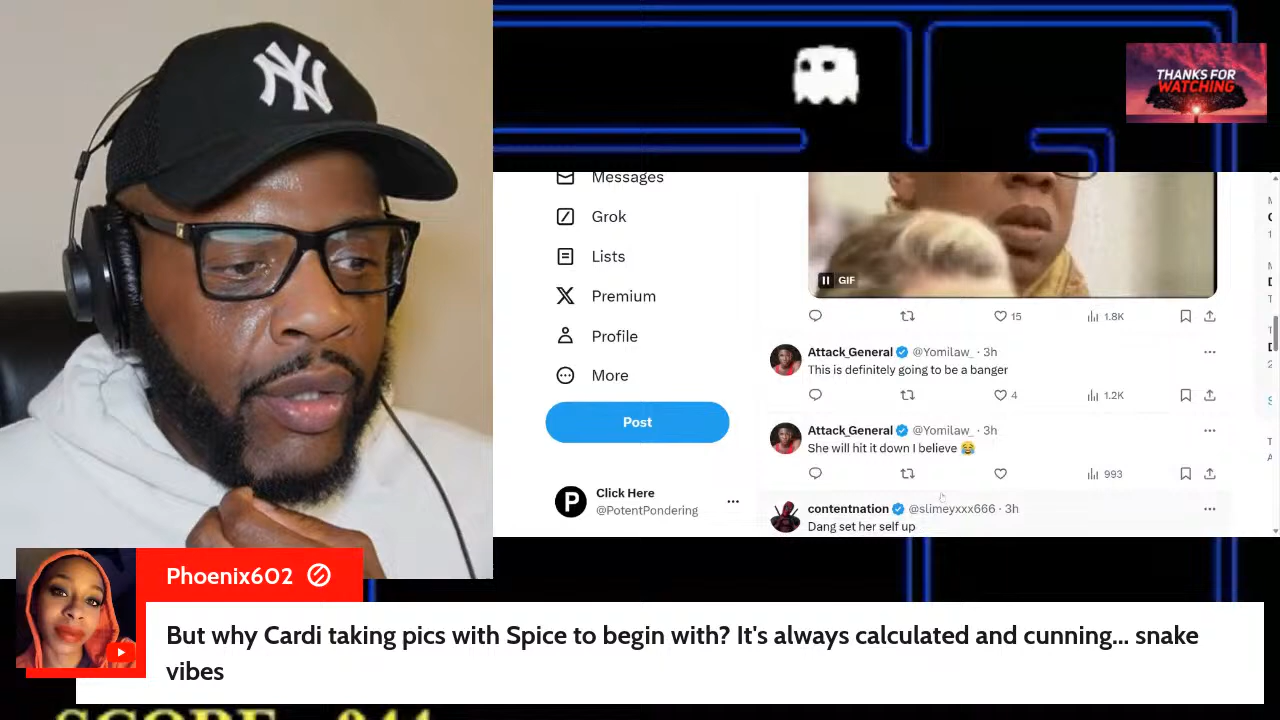 NY
THANKS FOR
WATCHING
Messages
Grok
Lists
Premium
Profile
More
Post
Click Here
@PotentPondering
GIF
15
1.8K
Attack_General @Yomilaw_ · 3h
This is definitely going to be a banger
4
1.2K
Attack_General @Yomilaw_ · 3h
She will hit it down I believe 😂
993
contentnation @slimeyxxx666 · 3h
Dang set her self up
Phoenix602
But why Cardi taking pics with Spice to begin with? It's always calculated and cunning... snake
vibes